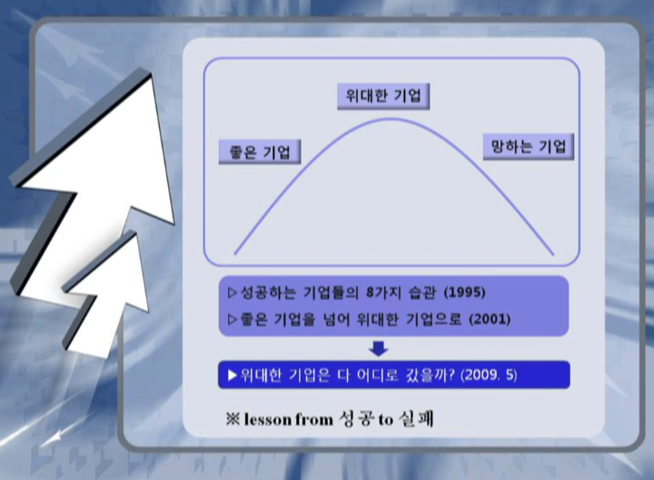 위대한 기업
좋은 기업
망하는 기업
▷성공하는 기업들의 8가지 습관 (1995)
▷좋은 기업을 넘어 위대한 기업으로 (2001)
▶위대한 기업은 다 어디로 갔을까? (2009. 5)
※ lesson from 성공 to 실패